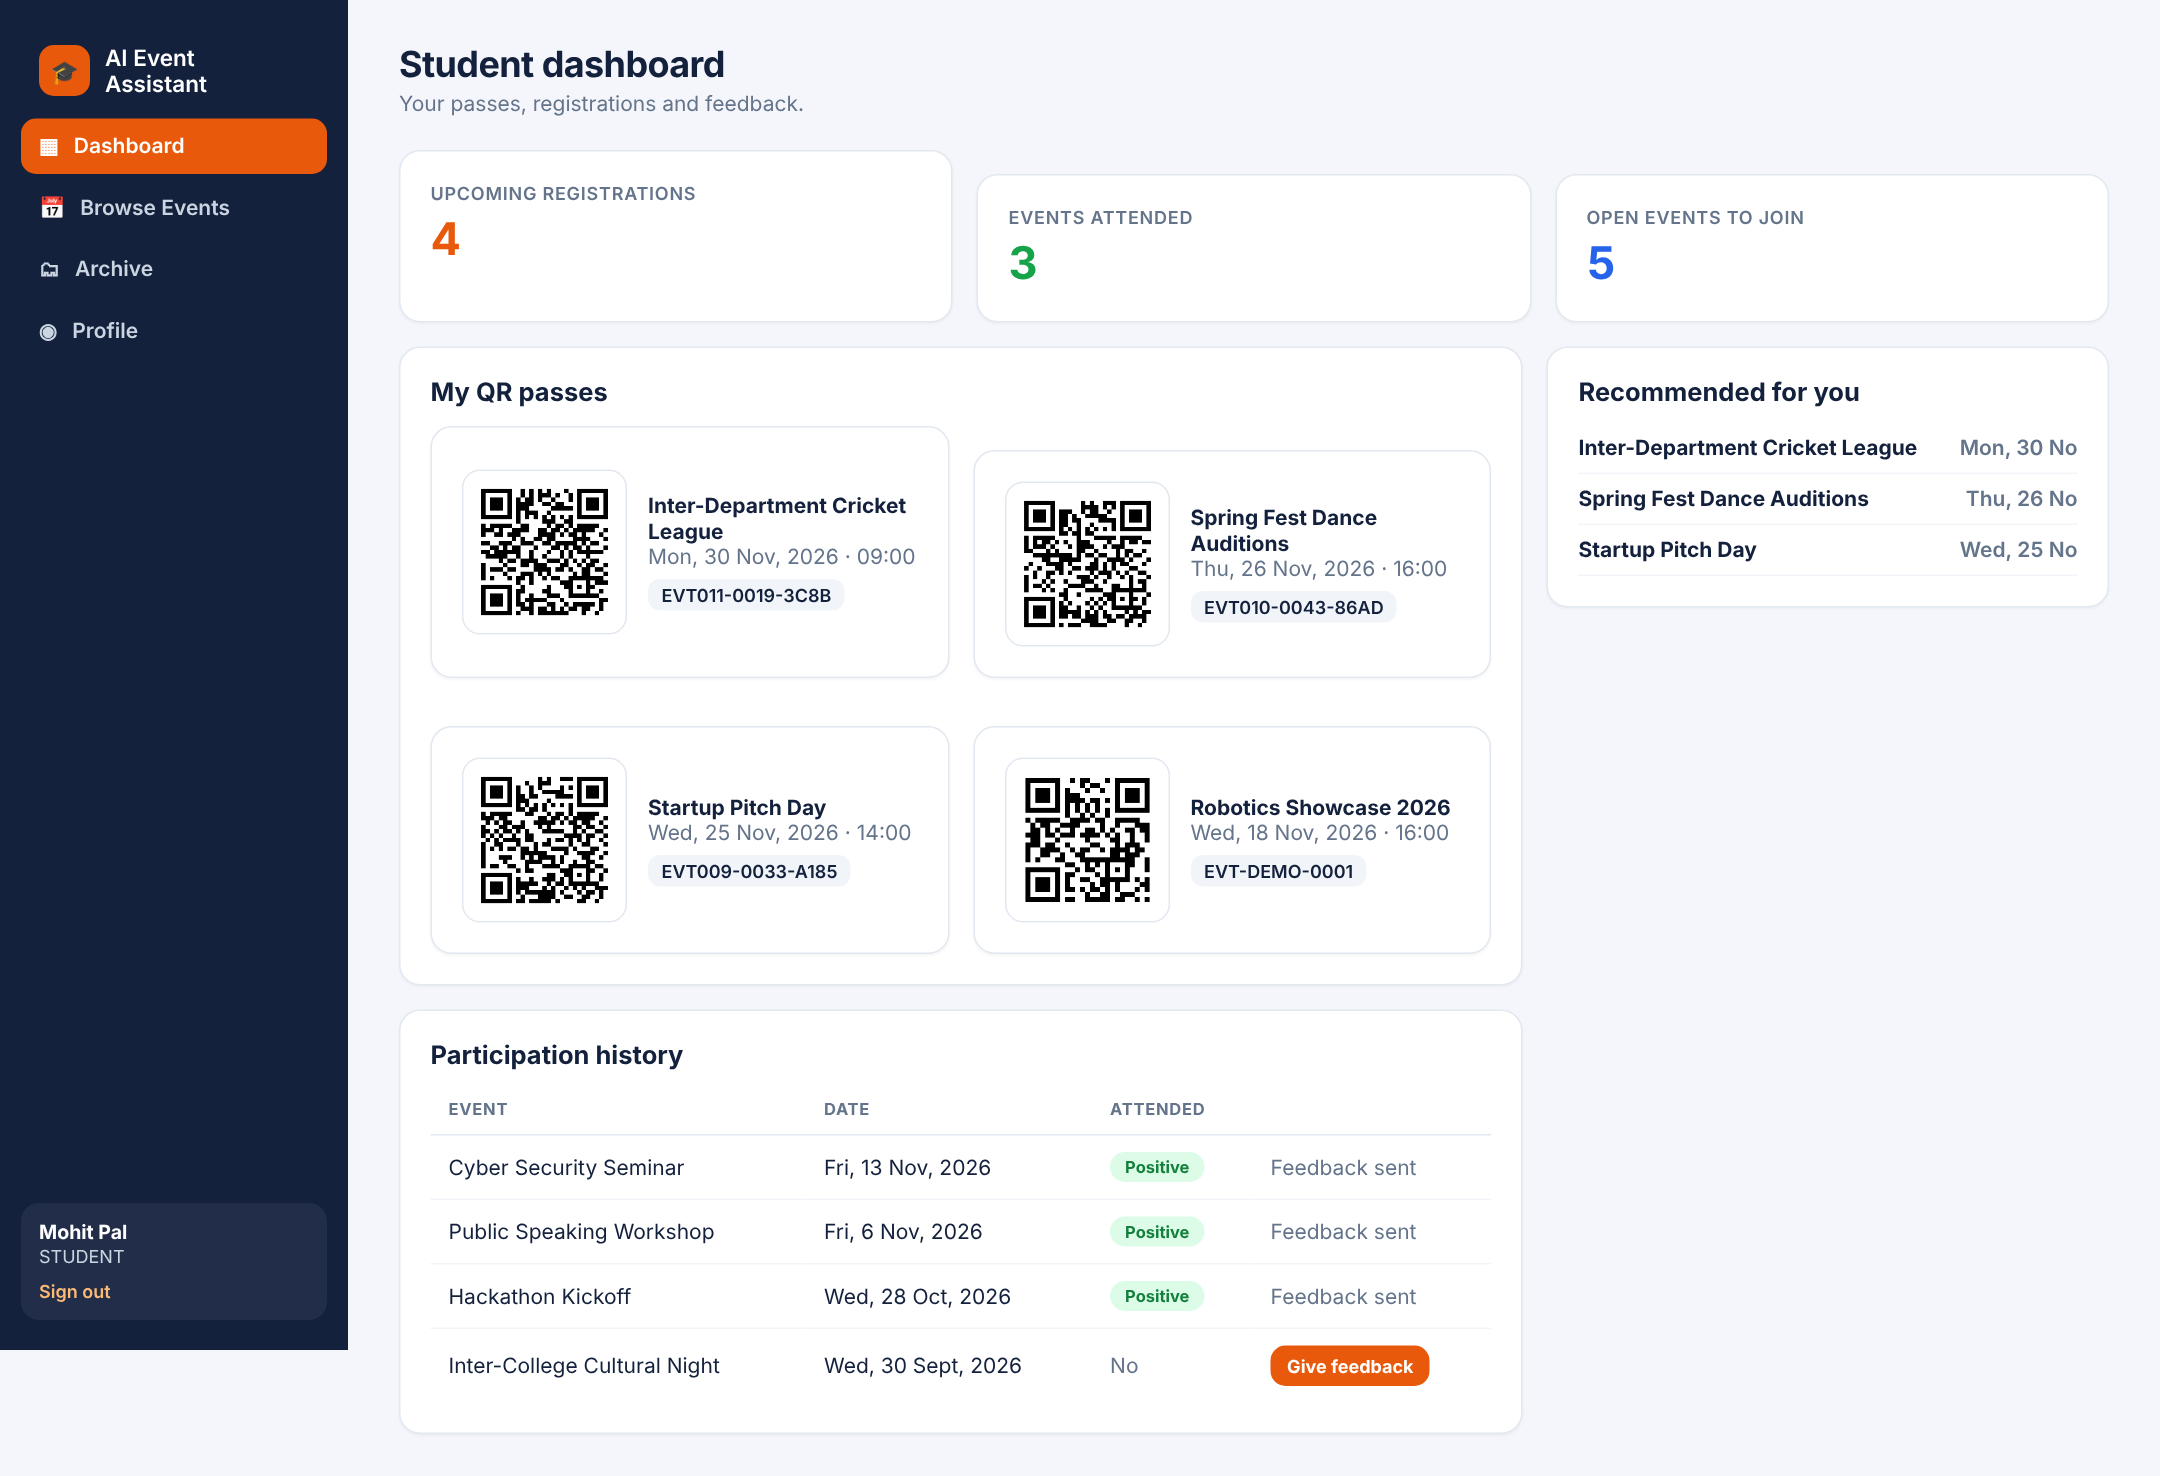 AI Event
Assistant
Dashboard
Browse Events
Archive
Profile
Mohit Pal
STUDENT
Sign out
Student dashboard
Your passes, registrations and feedback.
UPCOMING REGISTRATIONS
4
EVENTS ATTENDED
3
OPEN EVENTS TO JOIN
5
My QR passes
Inter-Department Cricket
League
Mon, 30 Nov, 2026 · 09:00
EVT011-0019-3C8B
Spring Fest Dance
Auditions
Thu, 26 Nov, 2026 · 16:00
EVT010-0043-86AD
Startup Pitch Day
Wed, 25 Nov, 2026 · 14:00
EVT009-0033-A185
Robotics Showcase 2026
Wed, 18 Nov, 2026 · 16:00
EVT-DEMO-0001
Recommended for you
Inter-Department Cricket League Mon, 30 No
Spring Fest Dance Auditions Thu, 26 No
Startup Pitch Day Wed, 25 No
Participation history
EVENT DATE ATTENDED
Cyber Security Seminar Fri, 13 Nov, 2026 Positive Feedback sent
Public Speaking Workshop Fri, 6 Nov, 2026 Positive Feedback sent
Hackathon Kickoff Wed, 28 Oct, 2026 Positive Feedback sent
Inter-College Cultural Night Wed, 30 Sept, 2026 No Give feedback